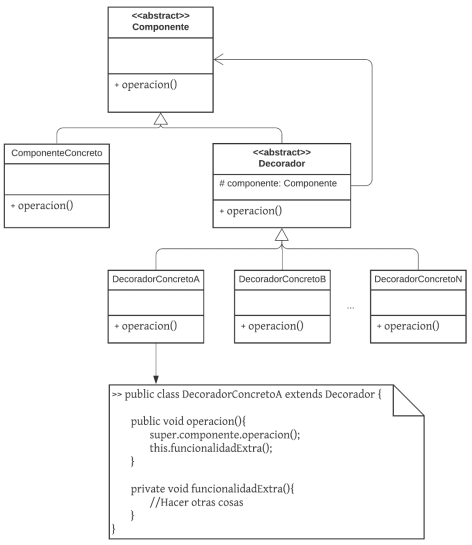 <<abstract>>
Componente
+ operacion()
ComponenteConcreto
+ operacion()
<<abstract>>
Decorador
# componente: Componente
+ operacion()
DecoradorConcretoA
+ operacion()
DecoradorConcretoB
+ operacion()
...
DecoradorConcretoN
+ operacion()
>> public class DecoradorConcretoA extends Decorador {
public void operacion(){
super.componente.operacion();
this.funcionalidadExtra();
}
private void funcionalidadExtra(){
//Hacer otras cosas
}
}